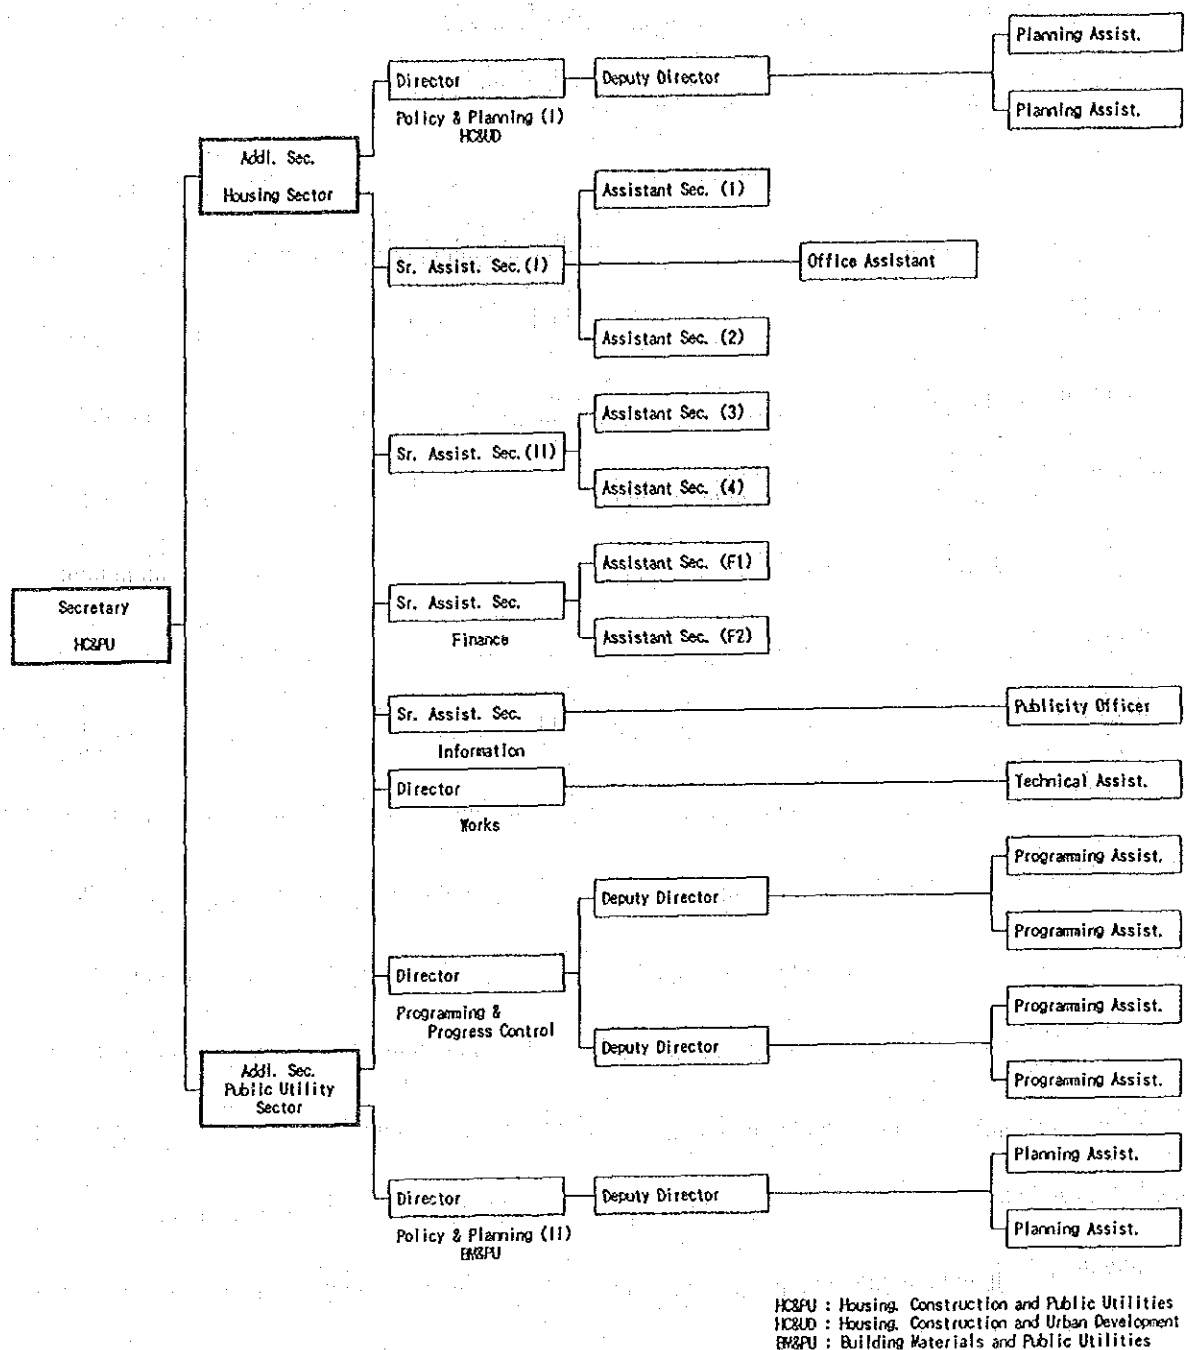 Planning Assist.
Director
Deputy Director
Planning Assist.
Policy & Planning (I)
HC&UD
Addl. Sec.
Housing Sector
Assistant Sec. (1)
Sr. Assist. Sec. (I)
Office Assistant
Assistant Sec. (2)
Assistant Sec. (3)
Sr. Assist. Sec. (II)
Assistant Sec. (4)
Assistant Sec. (F1)
Secretary
HC&PU
Sr. Assist. Sec.
Finance
Assistant Sec. (F2)
Sr. Assist. Sec.
Information
Publicity Officer
Director
Works
Technical Assist.
Programing Assist.
Deputy Director
Programing Assist.
Director
Programing &
Progress Control
Programing Assist.
Deputy Director
Programing Assist.
Addl. Sec.
Public Utility
Sector
Planning Assist.
Director
Deputy Director
Planning Assist.
Policy & Planning (II)
BM&PU
HC&PU : Housing. Construction and Public Utilities
HC&UD : Housing. Construction and Urban Development
BM&PU : Building Materials and Public Utilities